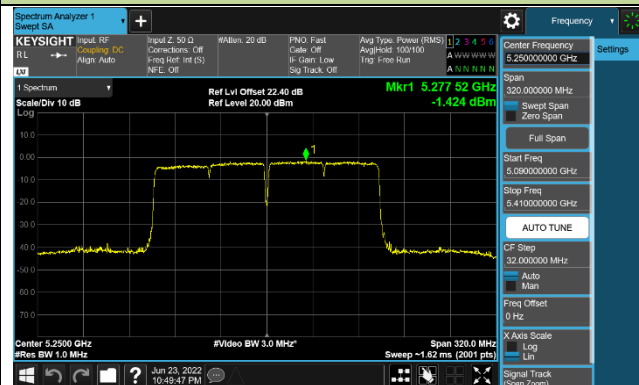 Spectrum Analyzer 1
Swept SA
Frequency
KEYSIGHT
Input: RF
Input Z: 50 Ω
#Atten: 20 dB
PNO: Fast
Avg Type: Power (RMS)
1 2 3 4 5 6
RL
Coupling: DC
Corrections: Off
Gate: Off
Avg|Hold: 100/100
A W W W W W
Align: Auto
Freq Ref: Int (S)
IF Gain: Low
Trig: Free Run
NFE: Off
Sig Track: Off
A N N N N N
LXI
1 Spectrum
Ref Lvl Offset 22.40 dB
Mkr1 5.277 52 GHz
Scale/Div 10 dB
Ref Level 20.00 dBm
-1.424 dBm
Log
1
10.0
0.00
-10.0
-20.0
-30.0
-40.0
-50.0
-60.0
-70.0
Center 5.2500 GHz
#Video BW 3.0 MHz*
Span 320.0 MHz
#Res BW 1.0 MHz
Sweep ~1.62 ms (2001 pts)
Center Frequency
5.250000000 GHz
Settings
Span
320.000000 MHz
Swept Span
Zero Span
Full Span
Start Freq
5.090000000 GHz
Stop Freq
5.410000000 GHz
AUTO TUNE
CF Step
32.000000 MHz
Auto
Man
Freq Offset
0 Hz
X Axis Scale
Log
Lin
Signal Track
(Span Zoom)
?
Jun 23, 2022
10:49:47 PM